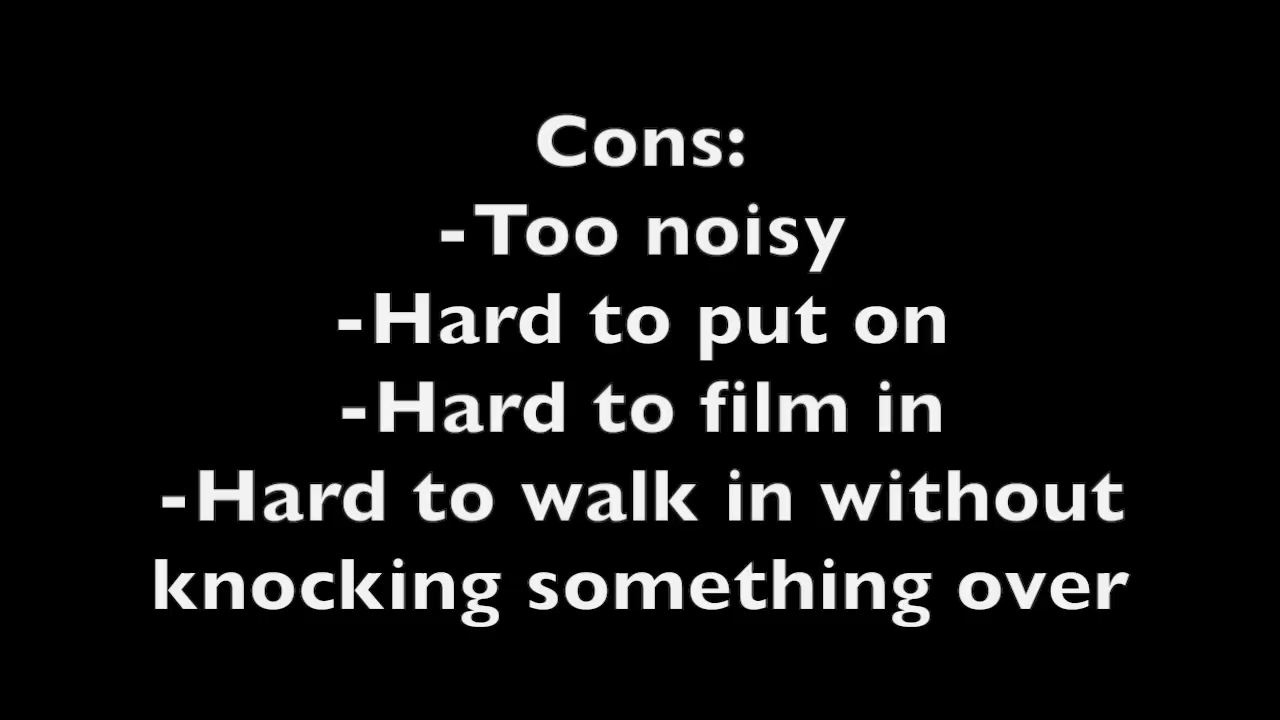 Cons:
-Too noisy
-Hard to put on
-Hard to film in
-Hard to walk in without
knocking something over